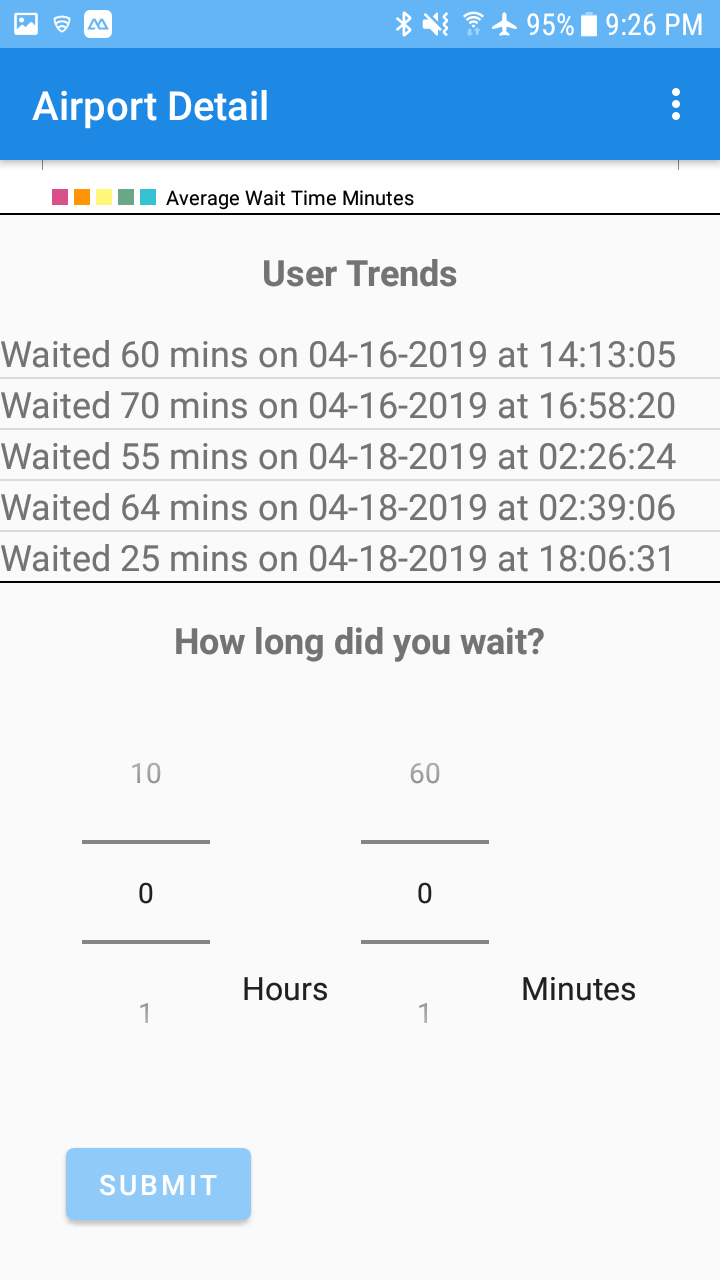 95% 9:26 PM
Airport Detail
Average Wait Time Minutes
User Trends
Waited 60 mins on 04-16-2019 at 14:13:05
Waited 70 mins on 04-16-2019 at 16:58:20
Waited 55 mins on 04-18-2019 at 02:26:24
Waited 64 mins on 04-18-2019 at 02:39:06
Waited 25 mins on 04-18-2019 at 18:06:31
How long did you wait?
10 60
0 0
Hours Minutes
1 1
SUBMIT